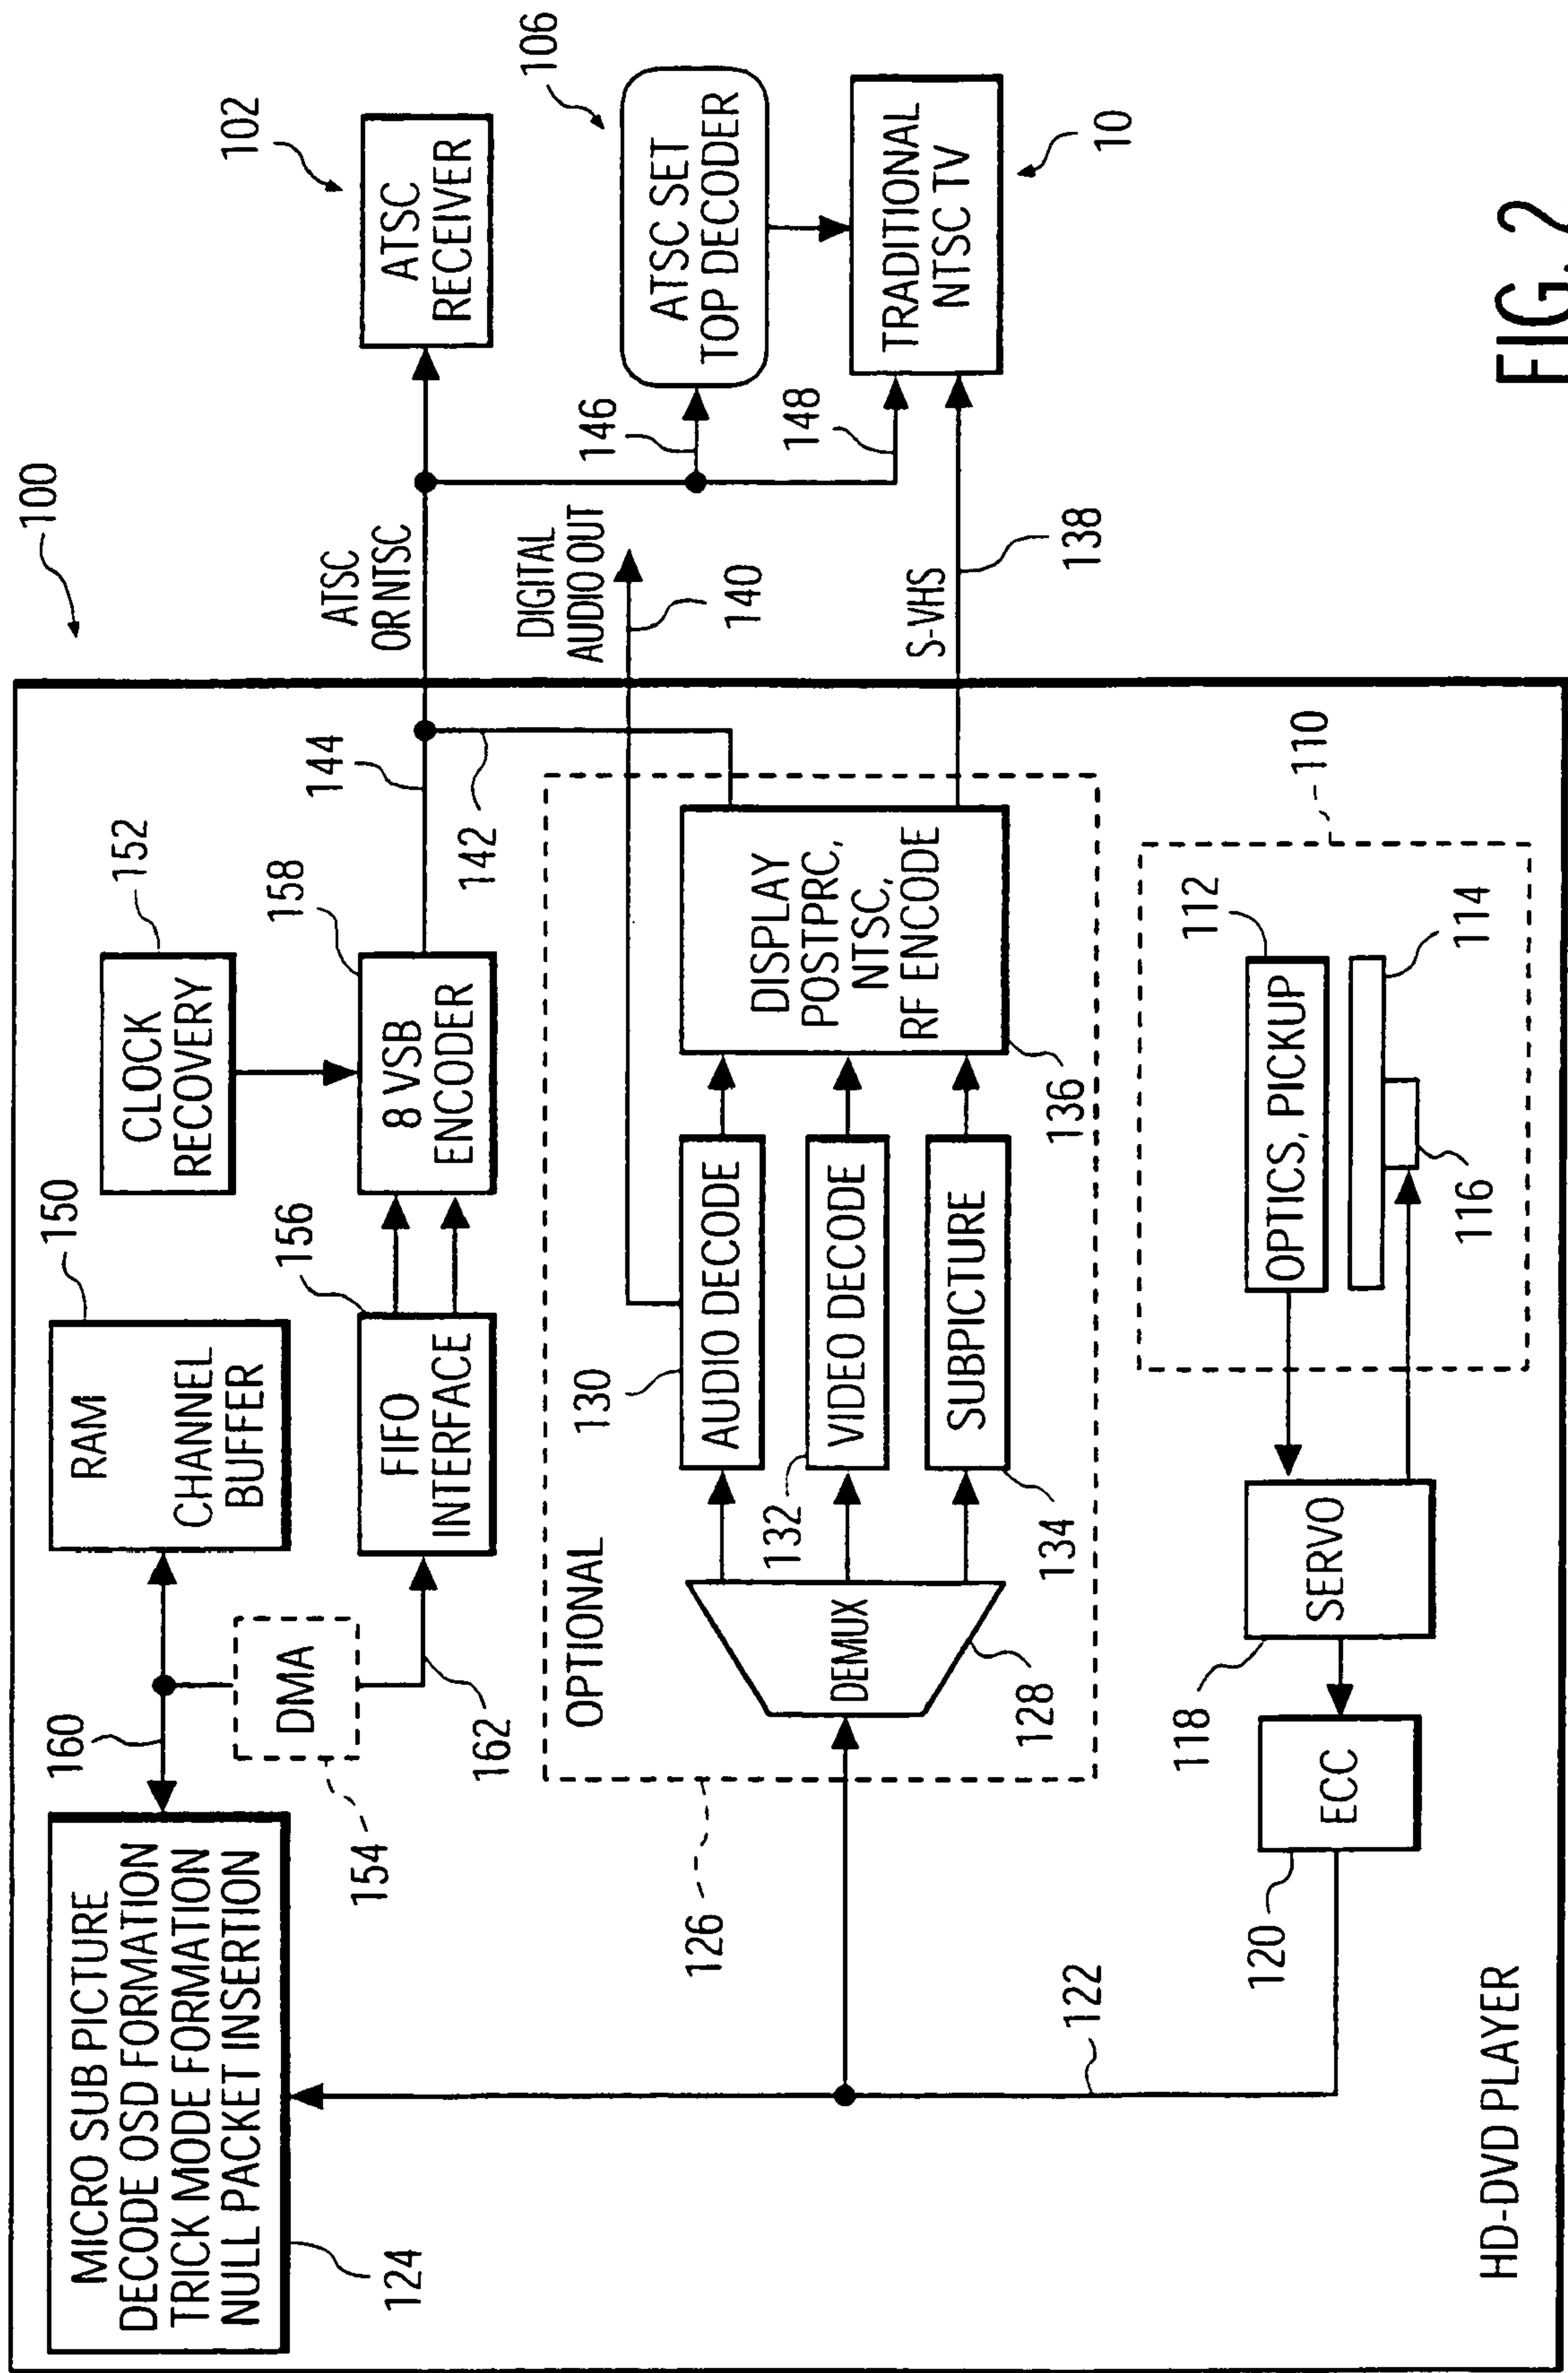 100
MICRO SUB PICTURE
DECODE OSD FORMATION
TRICK MODE FORMATION
NULL PACKET INSERTION
124
160
RAM
CHANNEL
BUFFER
150
CLOCK
RECOVERY
152
DMA
154
162
FIFO
INTERFACE
156
8 VSB
ENCODER
158
144
142
ATSC
OR NTSC
ATSC
RECEIVER
102
DIGITAL
AUDIO OUT
140
146
ATSC SET
TOP DECODER
106
148
TRADITIONAL
NTSC TV
10
S-VHS
138
OPTIONAL
126
DEMUX
128
130
AUDIO DECODE
132
VIDEO DECODE
SUBPICTURE
134
DISPLAY
POSTPRC,
NTSC,
RF ENCODE
136
122
120
ECC
118
SERVO
OPTICS, PICKUP
112
114
116
110
HD-DVD PLAYER
FIG. 2